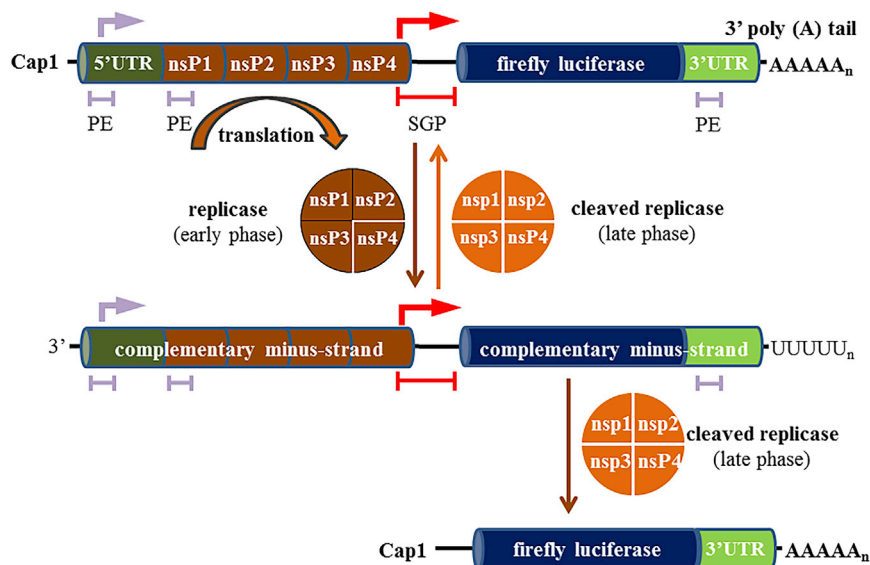 3’ poly (A) tail
Cap1 5’UTR nsP1 nsP2 nsP3 nsP4 firefly luciferase 3’UTR AAAAAn
PE PE SGP PE
translation
nsP1 nsP2
nsP3 nsP4
replicase
(early phase)
nsp1 nsp2
nsp3 nsP4
cleaved replicase
(late phase)
3’ complementary minus-strand complementary minus-strand UUUUUn
nsp1 nsp2
nsp3 nsP4
cleaved replicase
(late phase)
Cap1 firefly luciferase 3’UTR AAAAAn